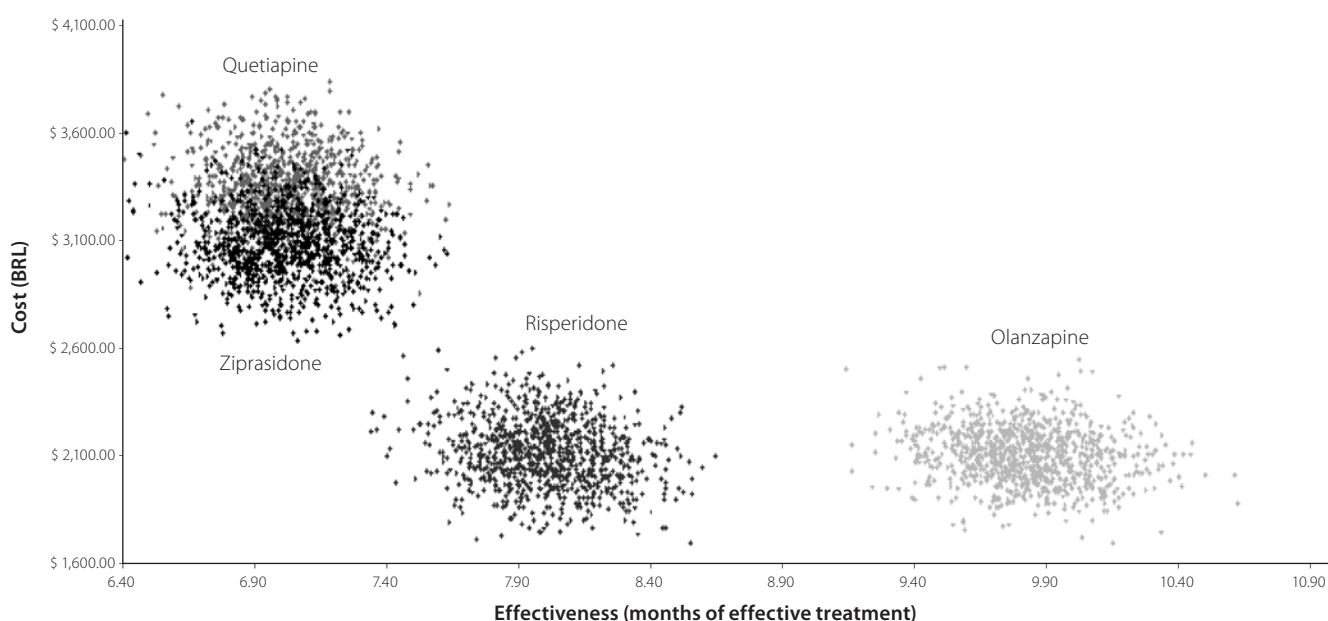 $ 4,100.00
Quetiapine
$ 3,600.00
$ 3,100.00
Cost (BRL)
Risperidone
Olanzapine
$ 2,600.00
Ziprasidone
$ 2,100.00
$ 1,600.00
6.40 6.90 7.40 7.90 8.40 8.90 9.40 9.90 10.40 10.90
Effectiveness (months of effective treatment)